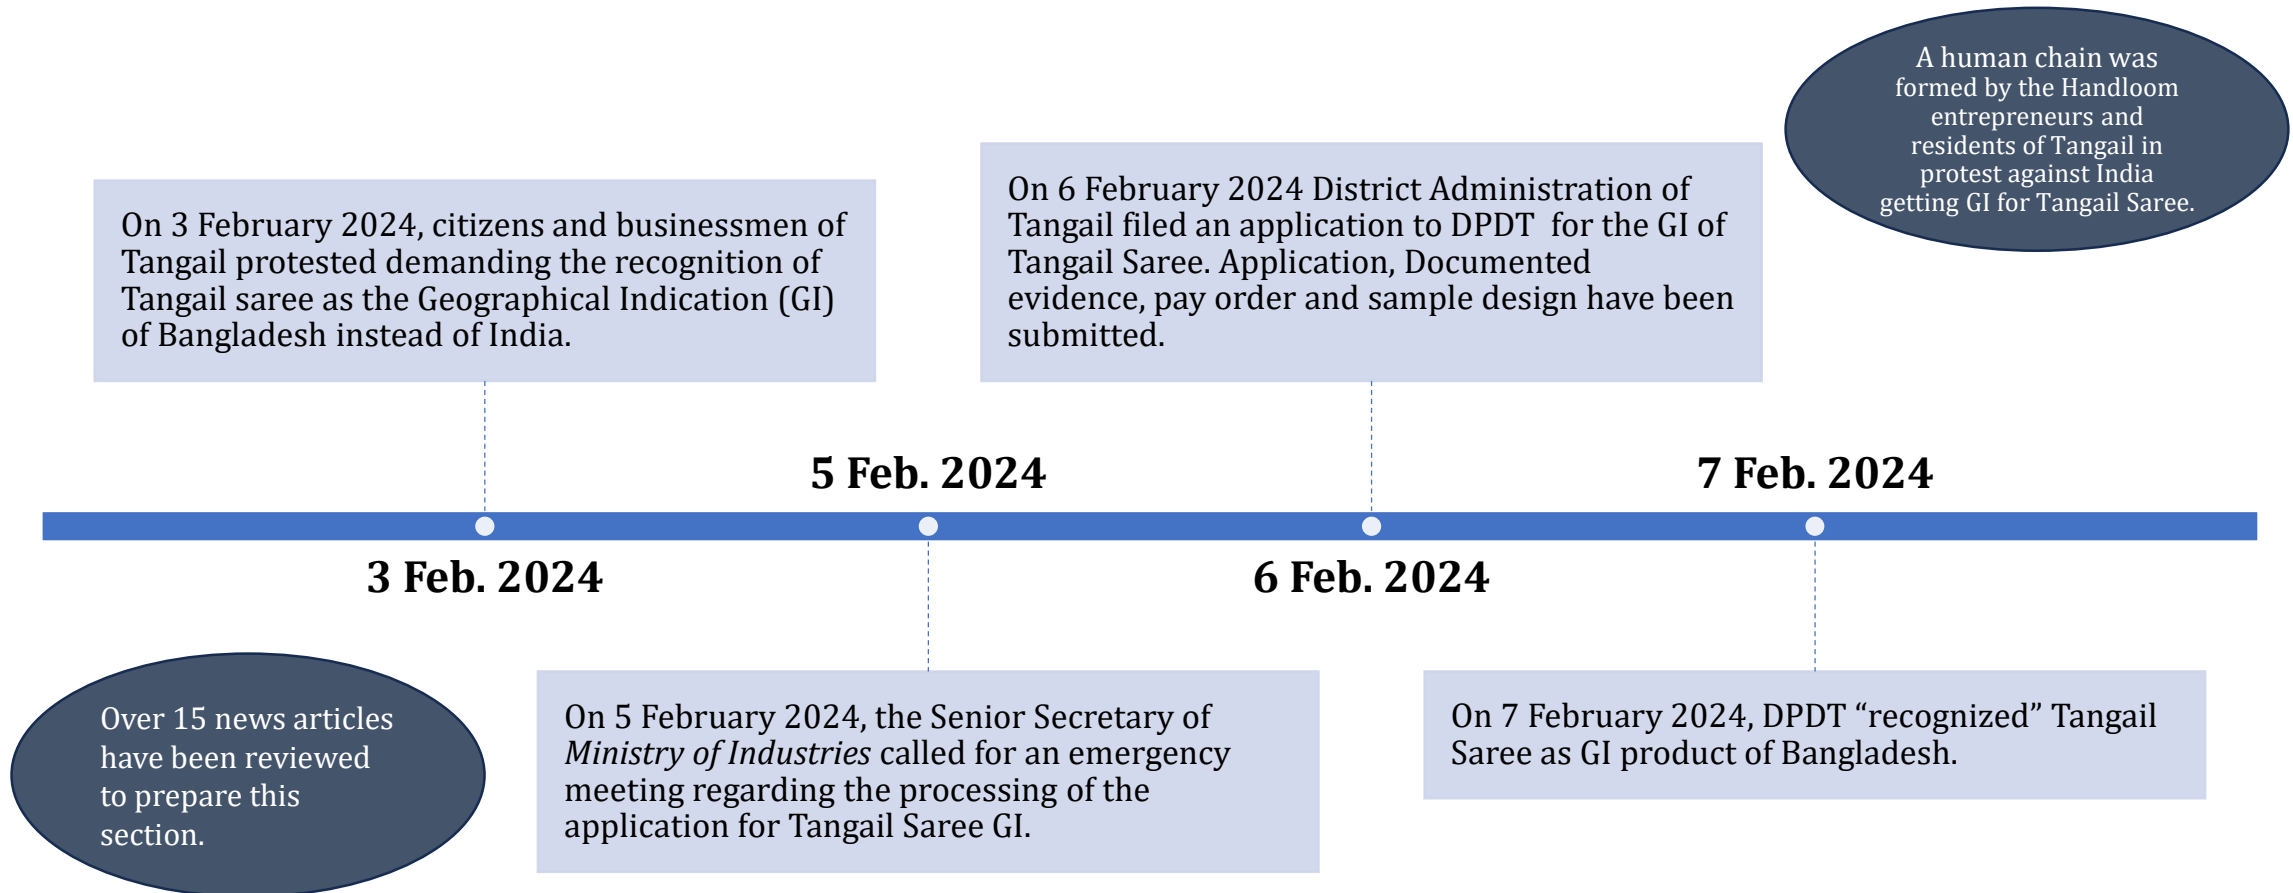 A human chain was
formed by the Handloom
entrepreneurs and
residents of Tangail in
protest against India
getting GI for Tangail Saree.
On 3 February 2024, citizens and businessmen of
Tangail protested demanding the recognition of
Tangail saree as the Geographical Indication (GI)
of Bangladesh instead of India.
On 6 February 2024 District Administration of
Tangail filed an application to DPDT for the GI of
Tangail Saree. Application, Documented
evidence, pay order and sample design have been
submitted.
5 Feb. 2024
7 Feb. 2024
3 Feb. 2024
6 Feb. 2024
Over 15 news articles
have been reviewed
to prepare this
section.
On 5 February 2024, the Senior Secretary of
Ministry of Industries called for an emergency
meeting regarding the processing of the
application for Tangail Saree GI.
On 7 February 2024, DPDT “recognized” Tangail
Saree as GI product of Bangladesh.